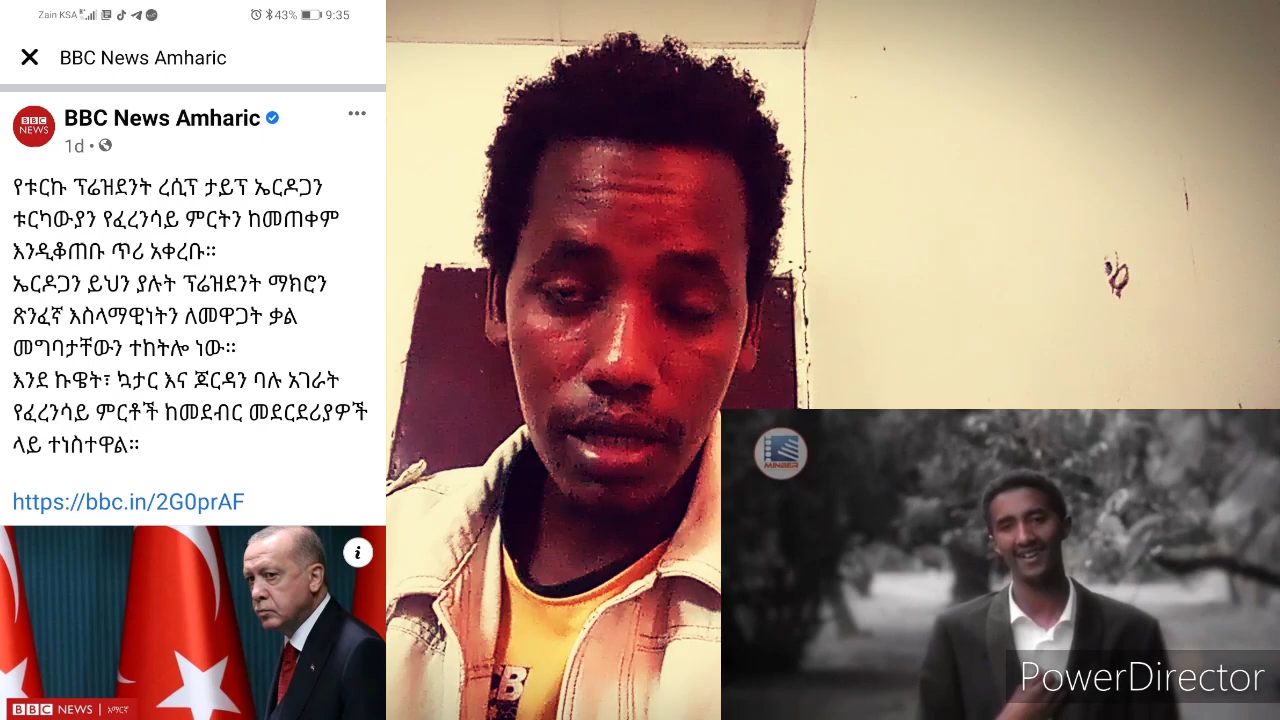 Zain KSA
43% 9:35
BBC News Amharic
BBC NEWS
BBC News Amharic
1d
የቱርኩ ፕሬዝደንት ረሲፕ ታይፕ ኤርዶጋን
ቱርካውያን የፈረንሳይ ምርትን ከመጠቀም
እንዲቆጠቡ ጥሪ አቀረቡ።
ኤርዶጋን ይህን ያሉት ፕሬዝደንት ማክሮን
ጽንፈኛ እስላማዊነትን ለመዋጋት ቃል
መግባታቸውን ተከትሎ ነው።
እንደ ኩዌት፣ ኳታር እና ጆርዳን ባሉ አገራት
የፈረንሳይ ምርቶች ከመደብር መደርደሪያዎች
ላይ ተነስተዋል።
https://bbc.in/2G0prAF
BBC NEWS | አማርኛ
MINBER
PowerDirector